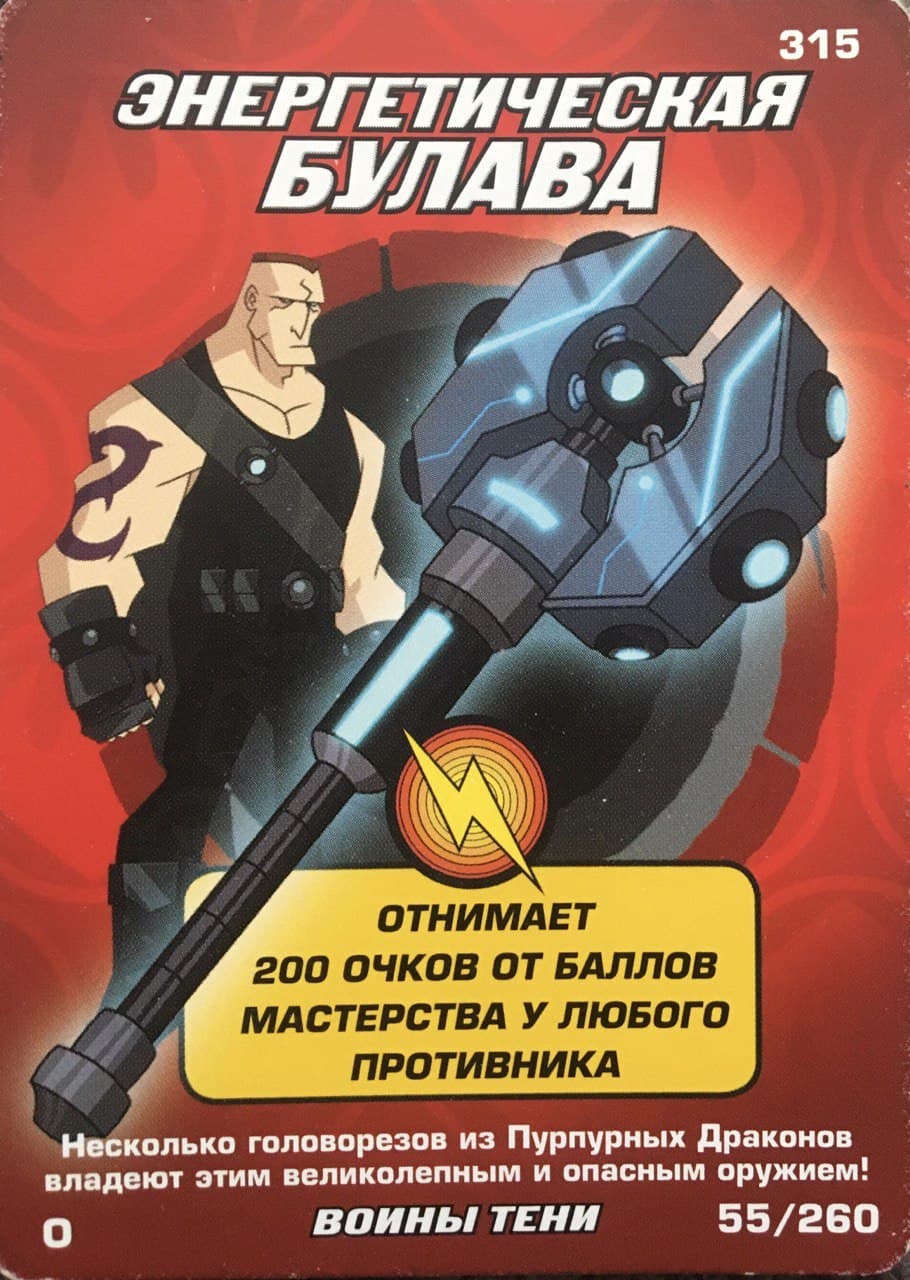 315
ЭНЕРГЕТИЧЕСКАЯ
БУЛАВА
ОТНИМАЕТ
200 ОЧКОВ ОТ БАЛЛОВ
МАСТЕРСТВА У ЛЮБОГО
ПРОТИВНИКА
Несколько головорезов из Пурпурных Драконов
владеют этим великолепным и опасным оружием!
О ВОИНЫ ТЕНИ 55/260